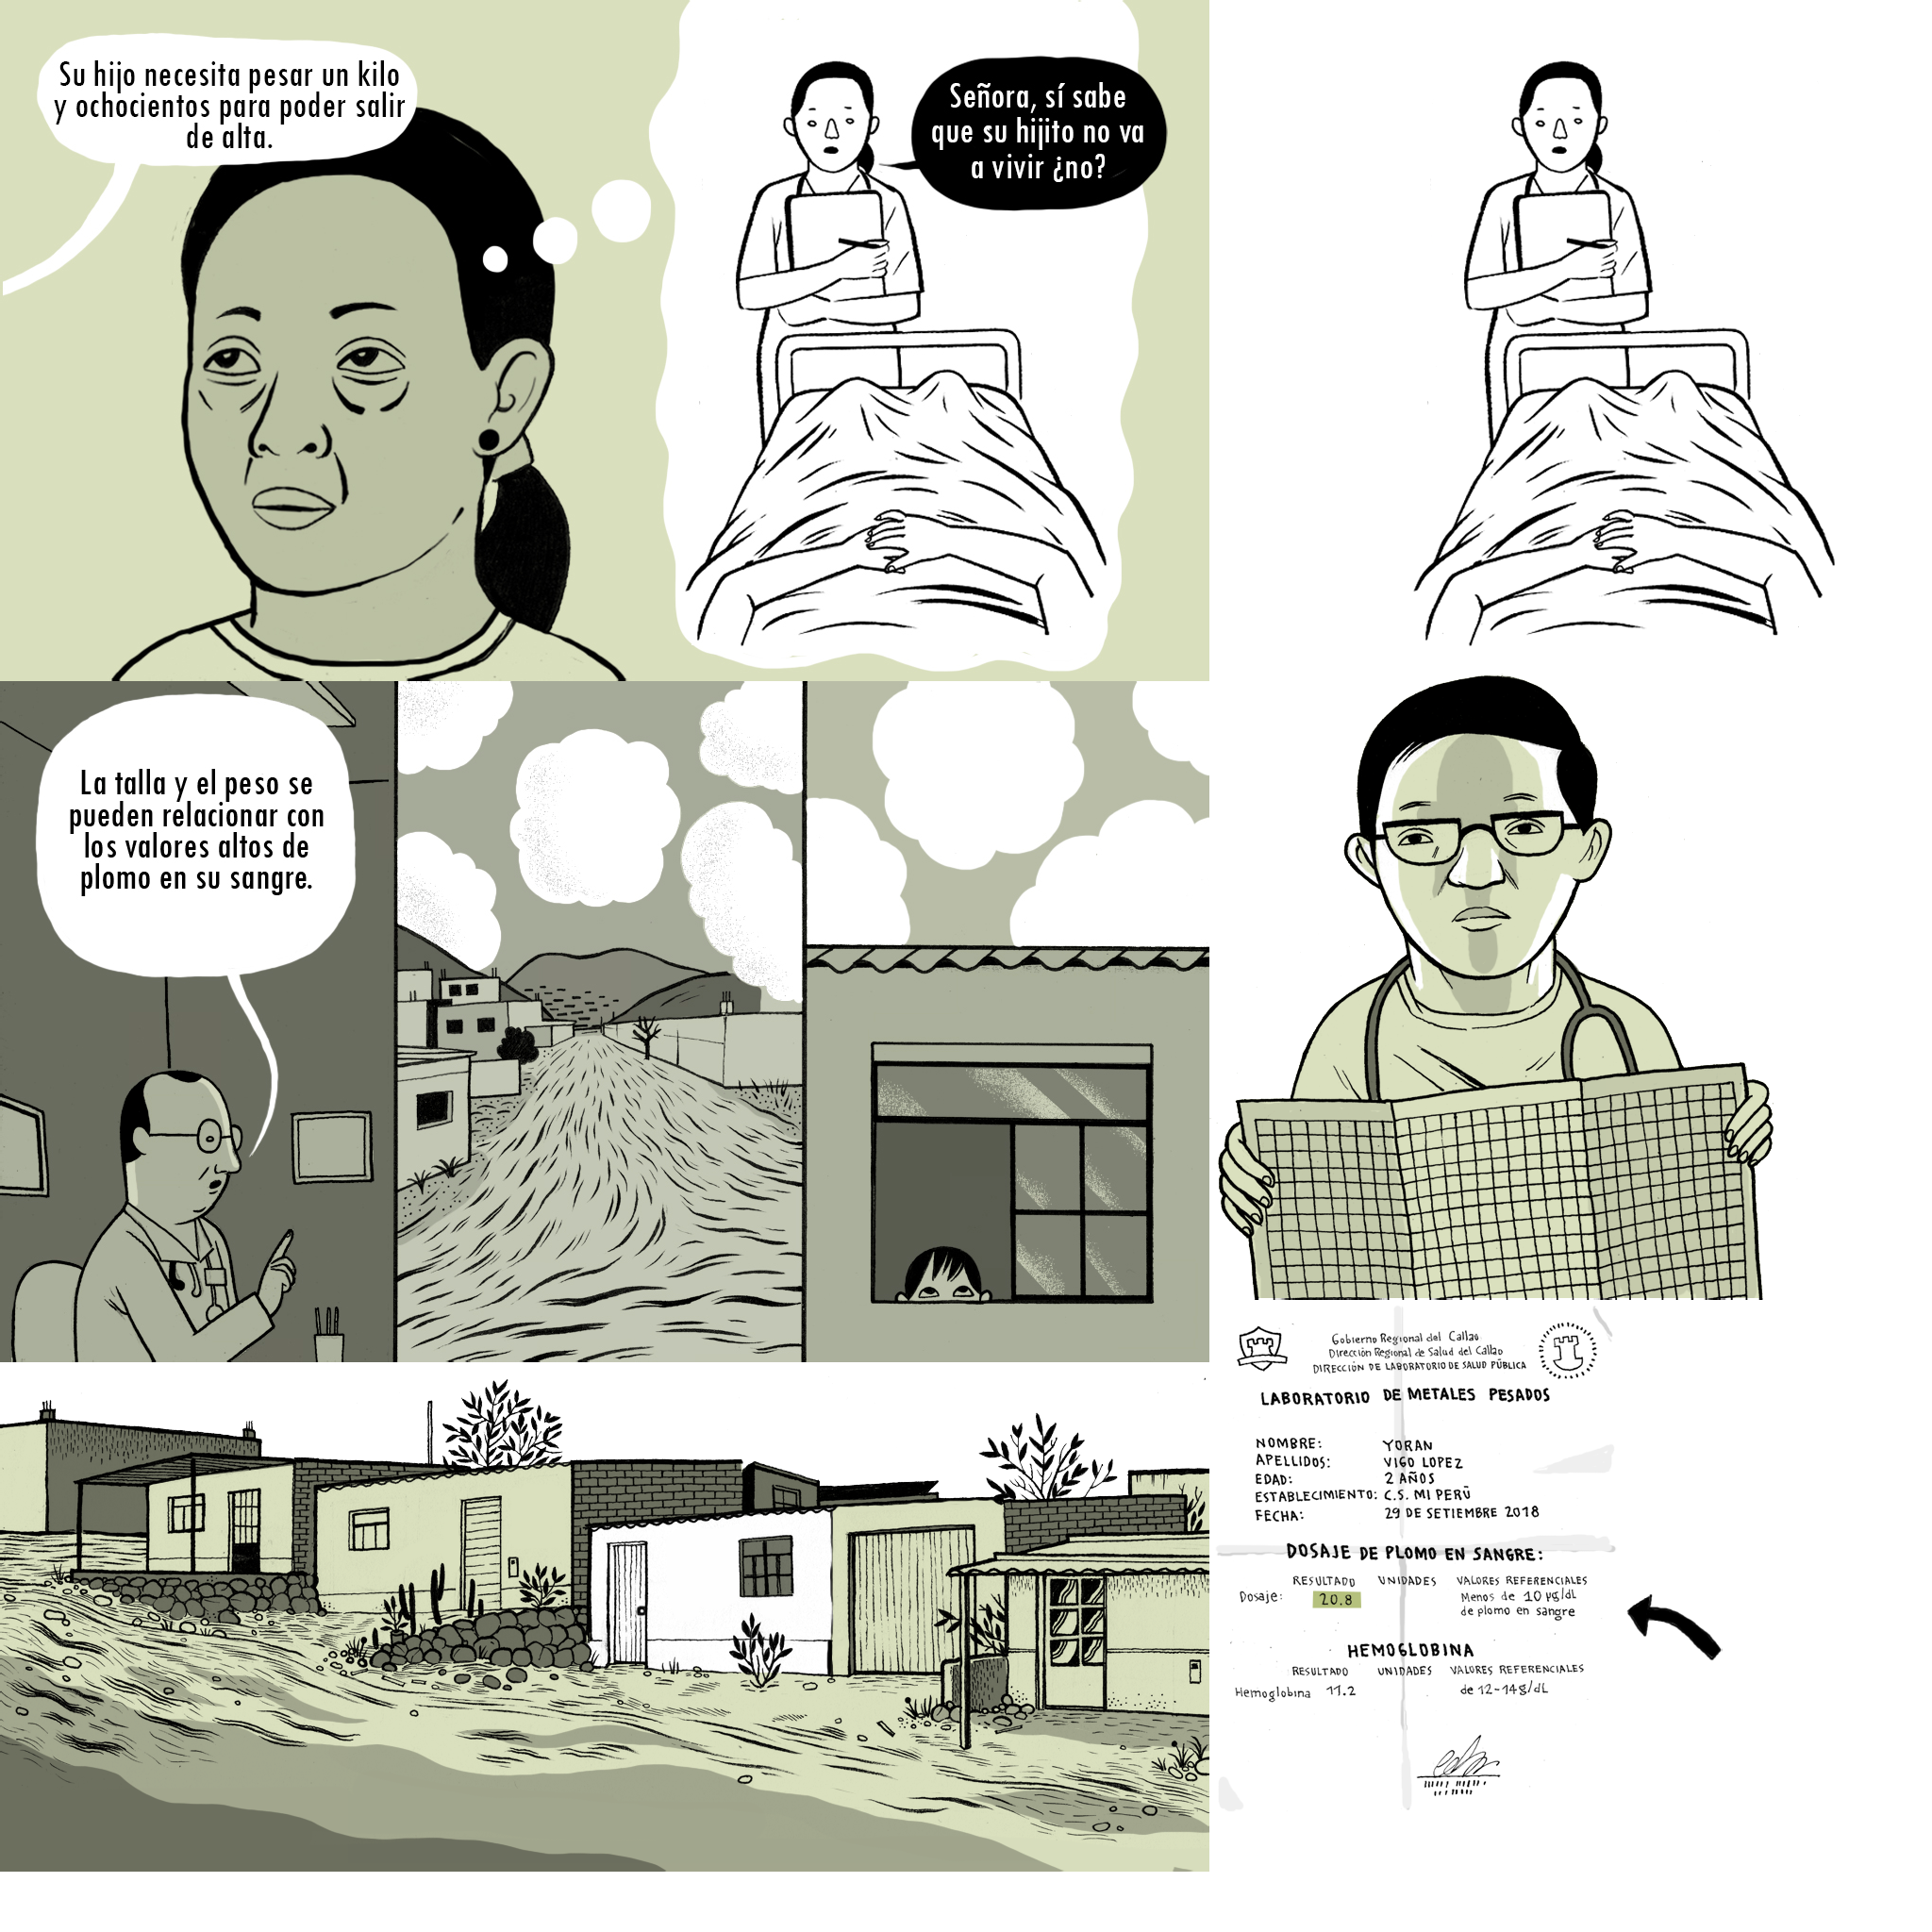 Su hijo necesita pesar un kilo
y ochocientos para poder salir
de alta.
Señora, sí sabe
que su hijito no va
a vivir ¿no?
La talla y el peso se
pueden relacionar con
los valores altos de
plomo en su sangre.
Gobierno Regional del Callao
Dirección Regional de Salud del Callao
DIRECCIÓN DE LABORATORIO DE SALUD PÚBLICA
LABORATORIO DE METALES PESADOS
NOMBRE: YORAN
APELLIDOS: VIGO LOPEZ
EDAD: 2 AÑOS
ESTABLECIMIENTO: C.S. MI PERÚ
FECHA: 29 DE SETIEMBRE 2018
DOSAJE DE PLOMO EN SANGRE:
RESULTADO UNIDADES VALORES REFERENCIALES
Dosaje: 20.8 Menos de 10 µg/dL
de plomo en sangre
HEMOGLOBINA
RESULTADO UNIDADES VALORES REFERENCIALES
Hemoglobina 11.2 de 12-14g/dL